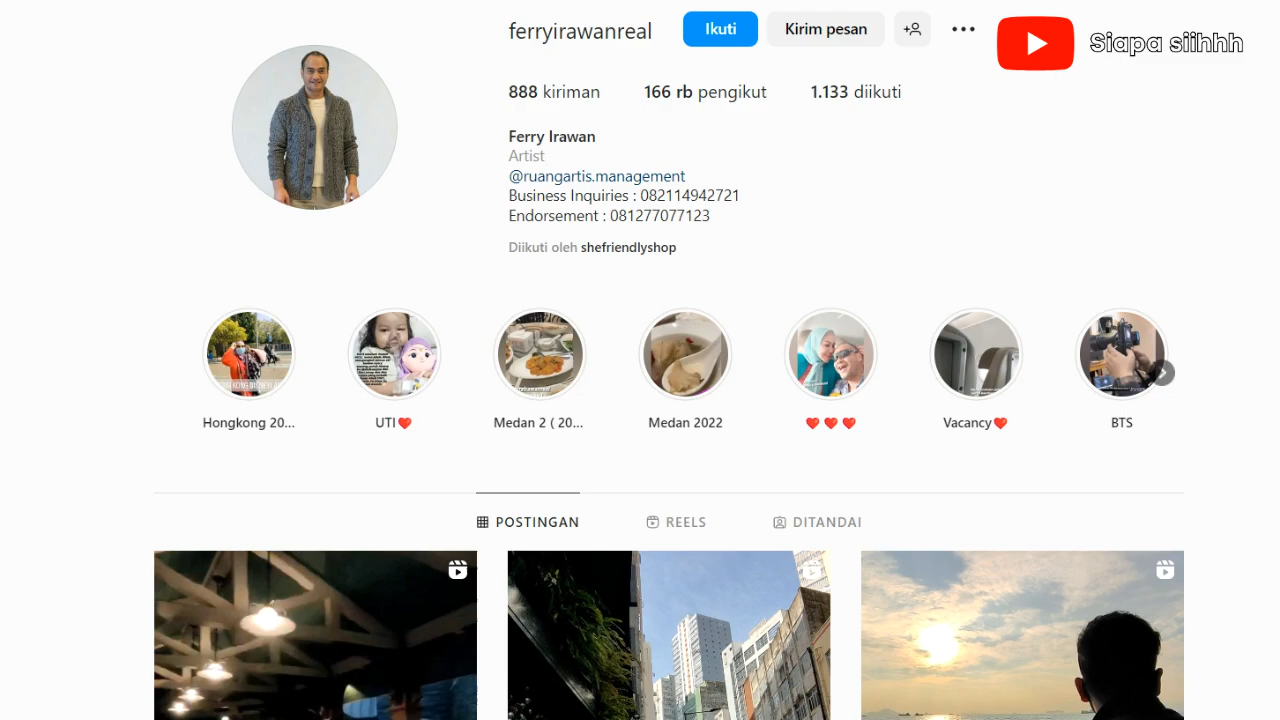 ferryirawanreal
Ikuti
Kirim pesan
Siapa siihhh
888 kiriman
166 rb pengikut
1.133 diikuti
Ferry Irawan
Artist
@ruangartis.management
Business Inquiries : 082114942721
Endorsement : 081277077123
Diikuti oleh shefriendlyshop
Hongkong 20...
UTI❤️
Medan 2 ( 20...
Medan 2022
❤️ ❤️ ❤️
Vacancy❤️
BTS
POSTINGAN
REELS
DITANDAI